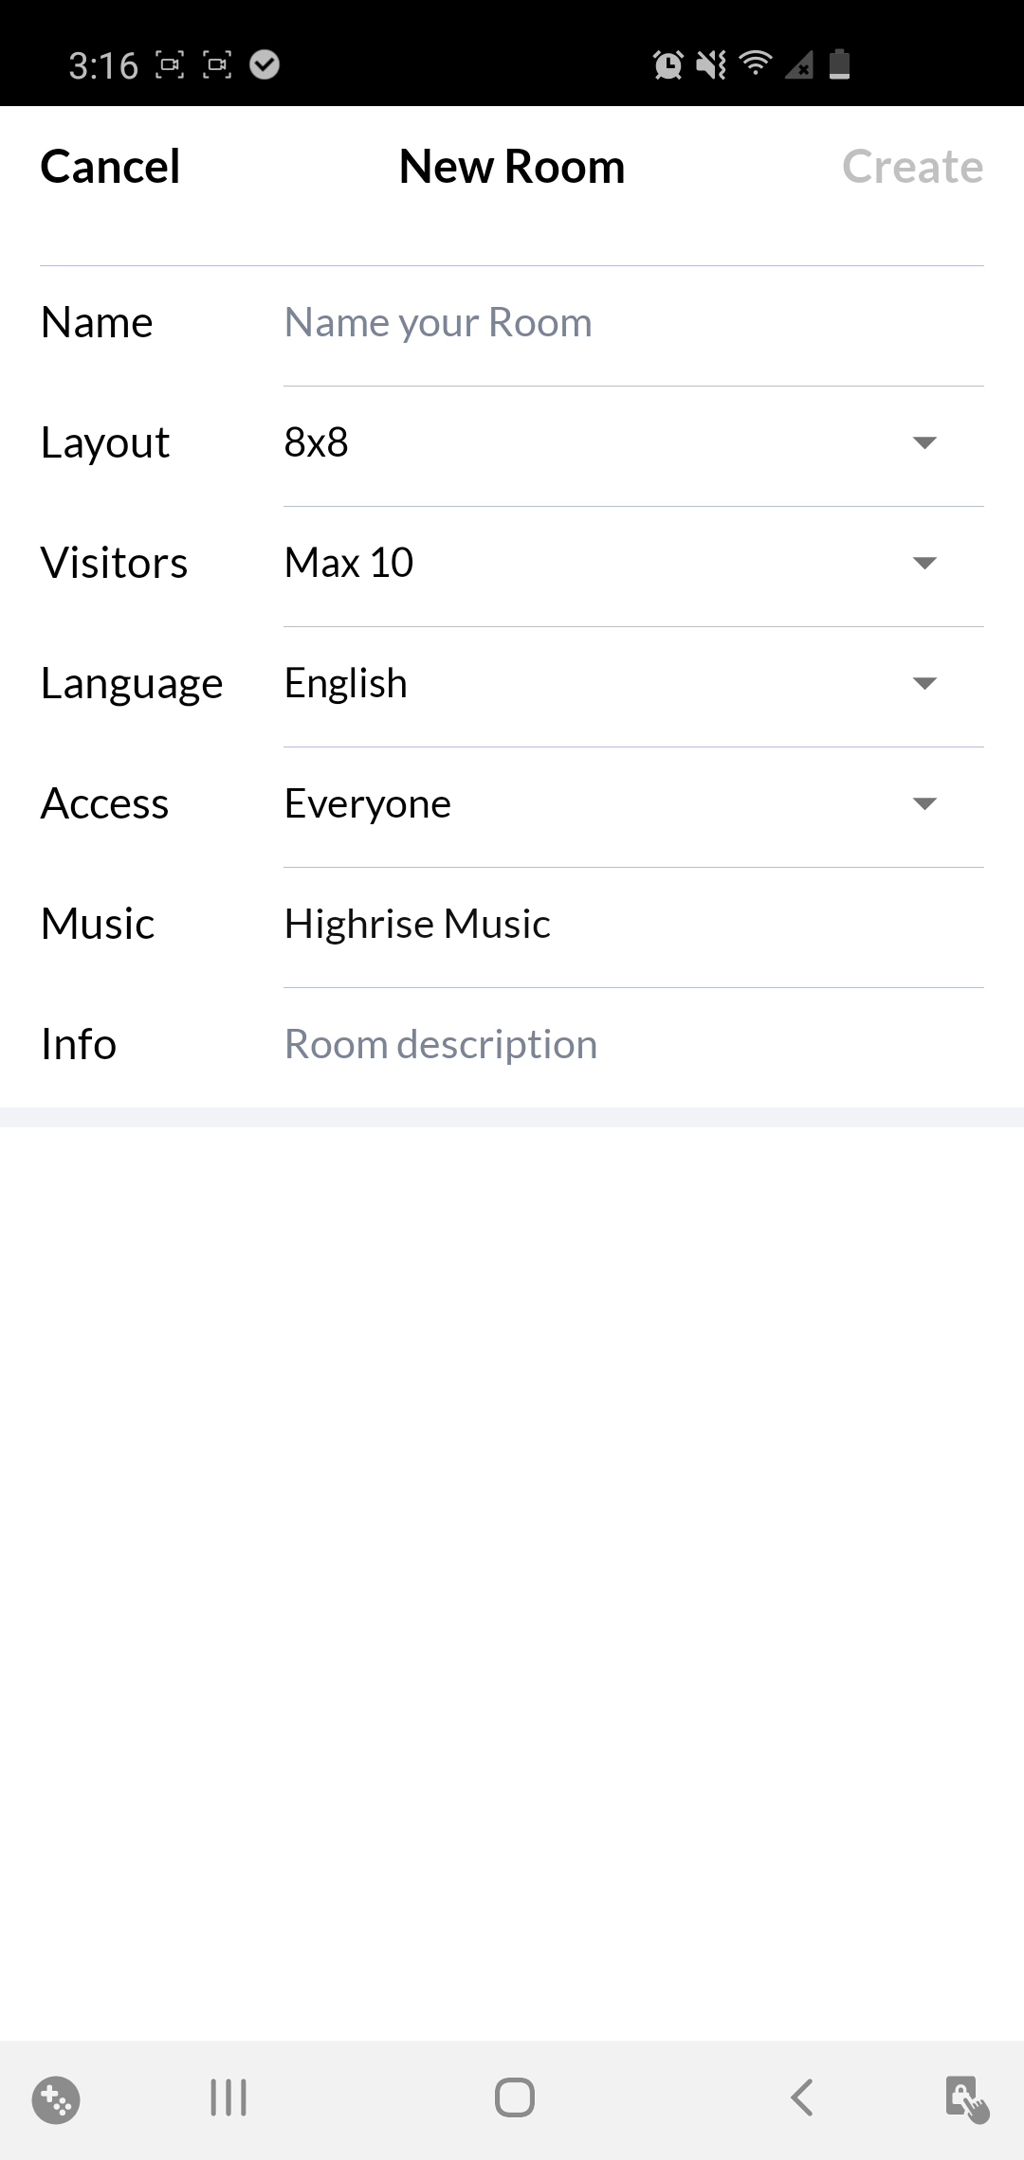 3:16
Cancel New Room Create
Name Name your Room
Layout 8x8
Visitors Max 10
Language English
Access Everyone
Music Highrise Music
Info Room description